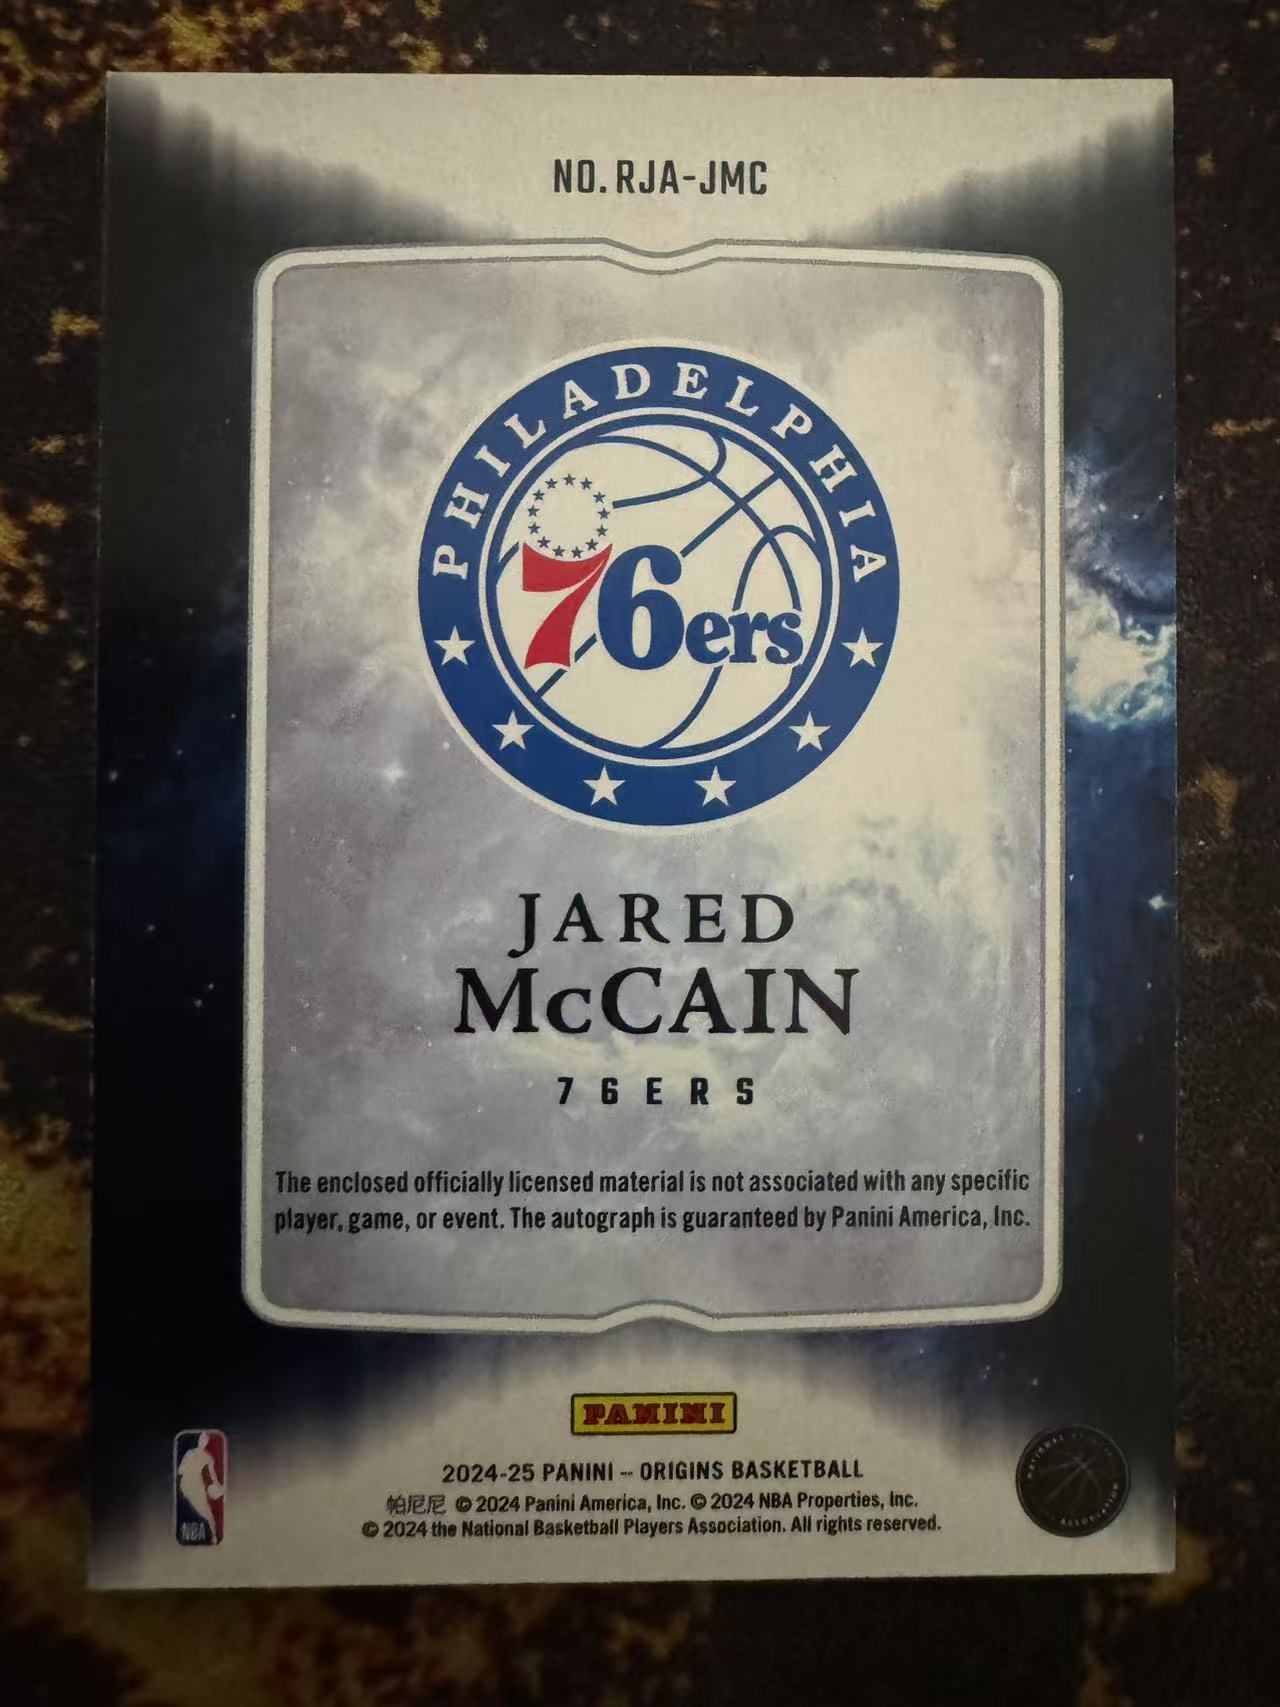 NO. RJA-JMC
PHILADELPHIA
76ers
JARED
McCAIN
76ERS
The enclosed officially licensed material is not associated with any specific
player, game, or event. The autograph is guaranteed by Panini America, Inc.
PANINI
2024-25 PANINI – ORIGINS BASKETBALL
帕尼尼 © 2024 Panini America, Inc. © 2024 NBA Properties, Inc.
© 2024 the National Basketball Players Association. All rights reserved.
NBA
NATIONAL
ASSOCIATION